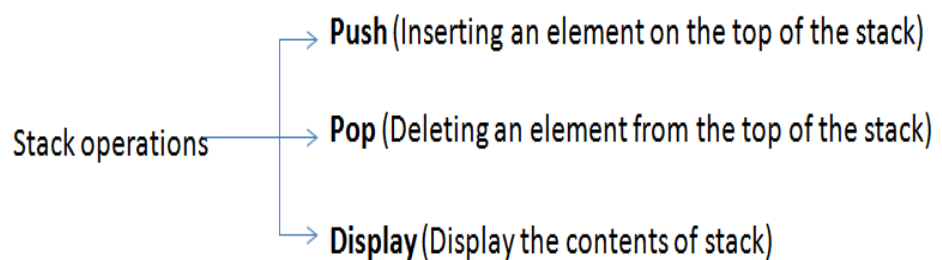 Push (Inserting an element on the top of the stack)
Stack operations
Pop (Deleting an element from the top of the stack)
Display (Display the contents of stack)